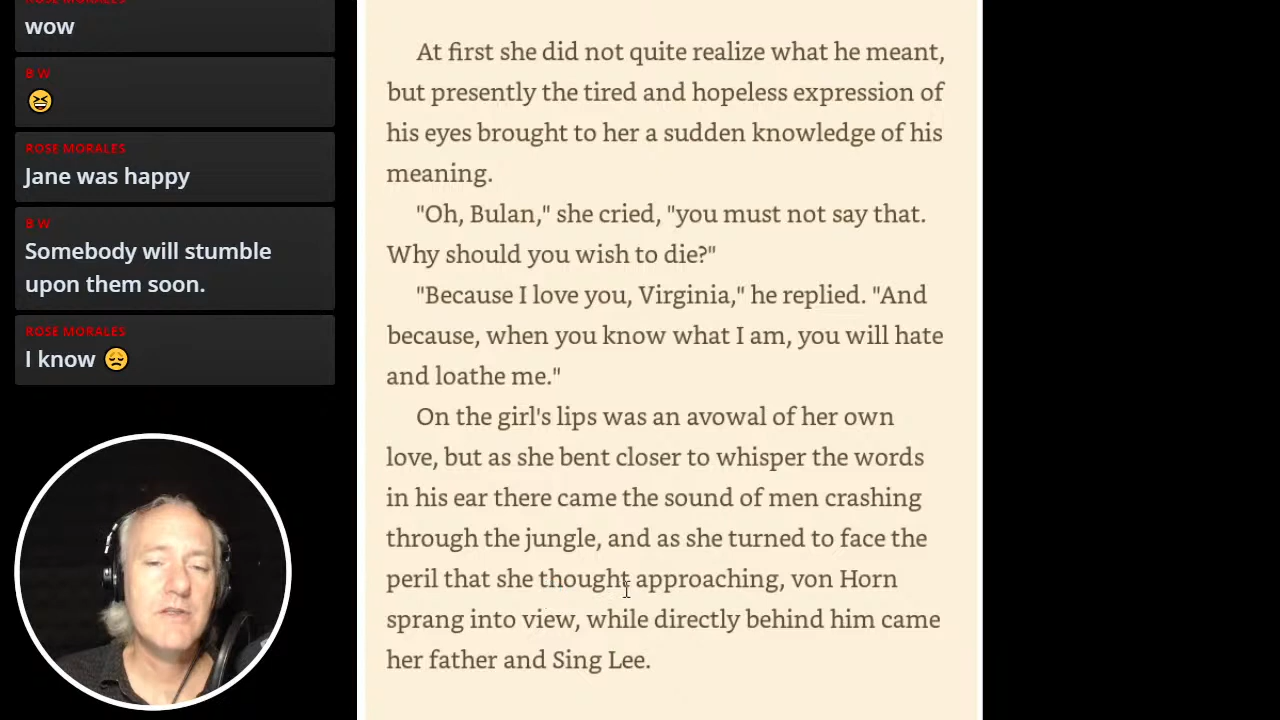 ROSE MORALES
wow
B W
ROSE MORALES
Jane was happy
B W
Somebody will stumble
upon them soon.
ROSE MORALES
I know
At first she did not quite realize what he meant,
but presently the tired and hopeless expression of
his eyes brought to her a sudden knowledge of his
meaning.
"Oh, Bulan," she cried, "you must not say that.
Why should you wish to die?"
"Because I love you, Virginia," he replied. "And
because, when you know what I am, you will hate
and loathe me."
On the girl's lips was an avowal of her own
love, but as she bent closer to whisper the words
in his ear there came the sound of men crashing
through the jungle, and as she turned to face the
peril that she thought approaching, von Horn
sprang into view, while directly behind him came
her father and Sing Lee.